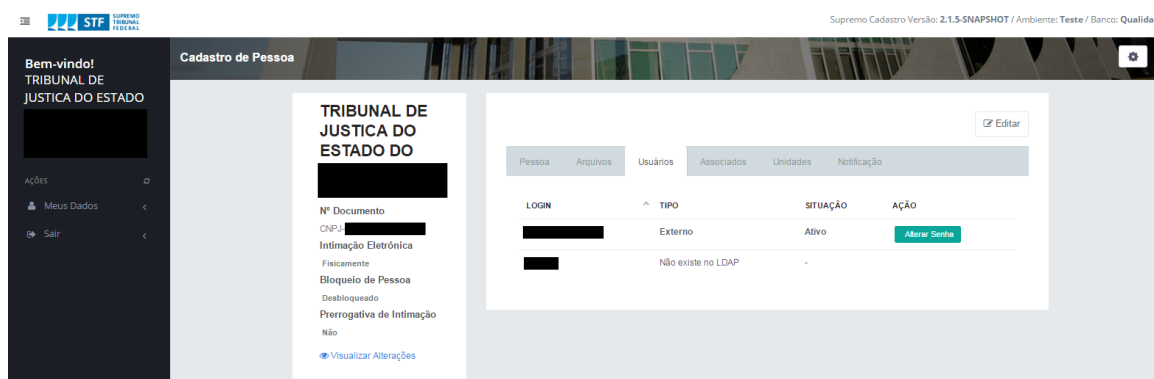 STF SUPREMO
TRIBUNAL
FEDERAL
Supremo Cadastro Versão: 2.1.5-SNAPSHOT / Ambiente: Teste / Banco: Qualida
Bem-vindo!
TRIBUNAL DE
JUSTICA DO ESTADO
AÇÕES
Meus Dados
Sair
Cadastro de Pessoa
TRIBUNAL DE
JUSTICA DO
ESTADO DO
Nº Documento
CNPJ-
Intimação Eletrônica
Fisicamente
Bloqueio de Pessoa
Desbloqueado
Prerrogativa de Intimação
Não
Visualizar Alterações
Editar
Pessoa Arquivos Usuários Associados Unidades Notificação
LOGIN TIPO SITUAÇÃO AÇÃO
Externo Ativo Alterar Senha
Não existe no LDAP -